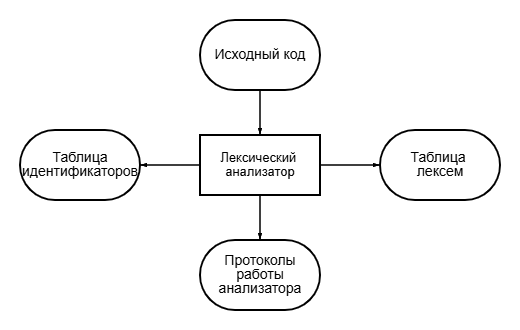 Исходный код
Таблица
идентификаторов
Лексический
анализатор
Таблица
лексем
Протоколы
работы
анализатора